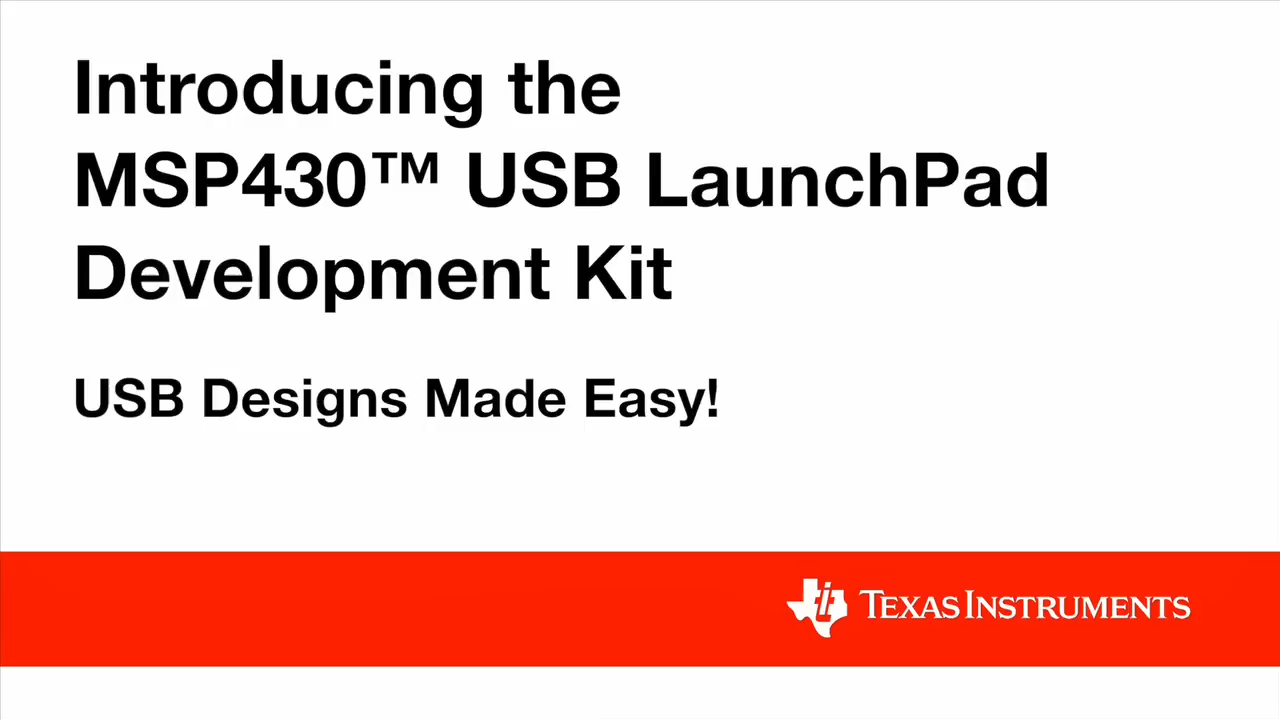 Introducing the
MSP430™ USB LaunchPad
Development Kit
USB Designs Made Easy!
TEXAS INSTRUMENTS